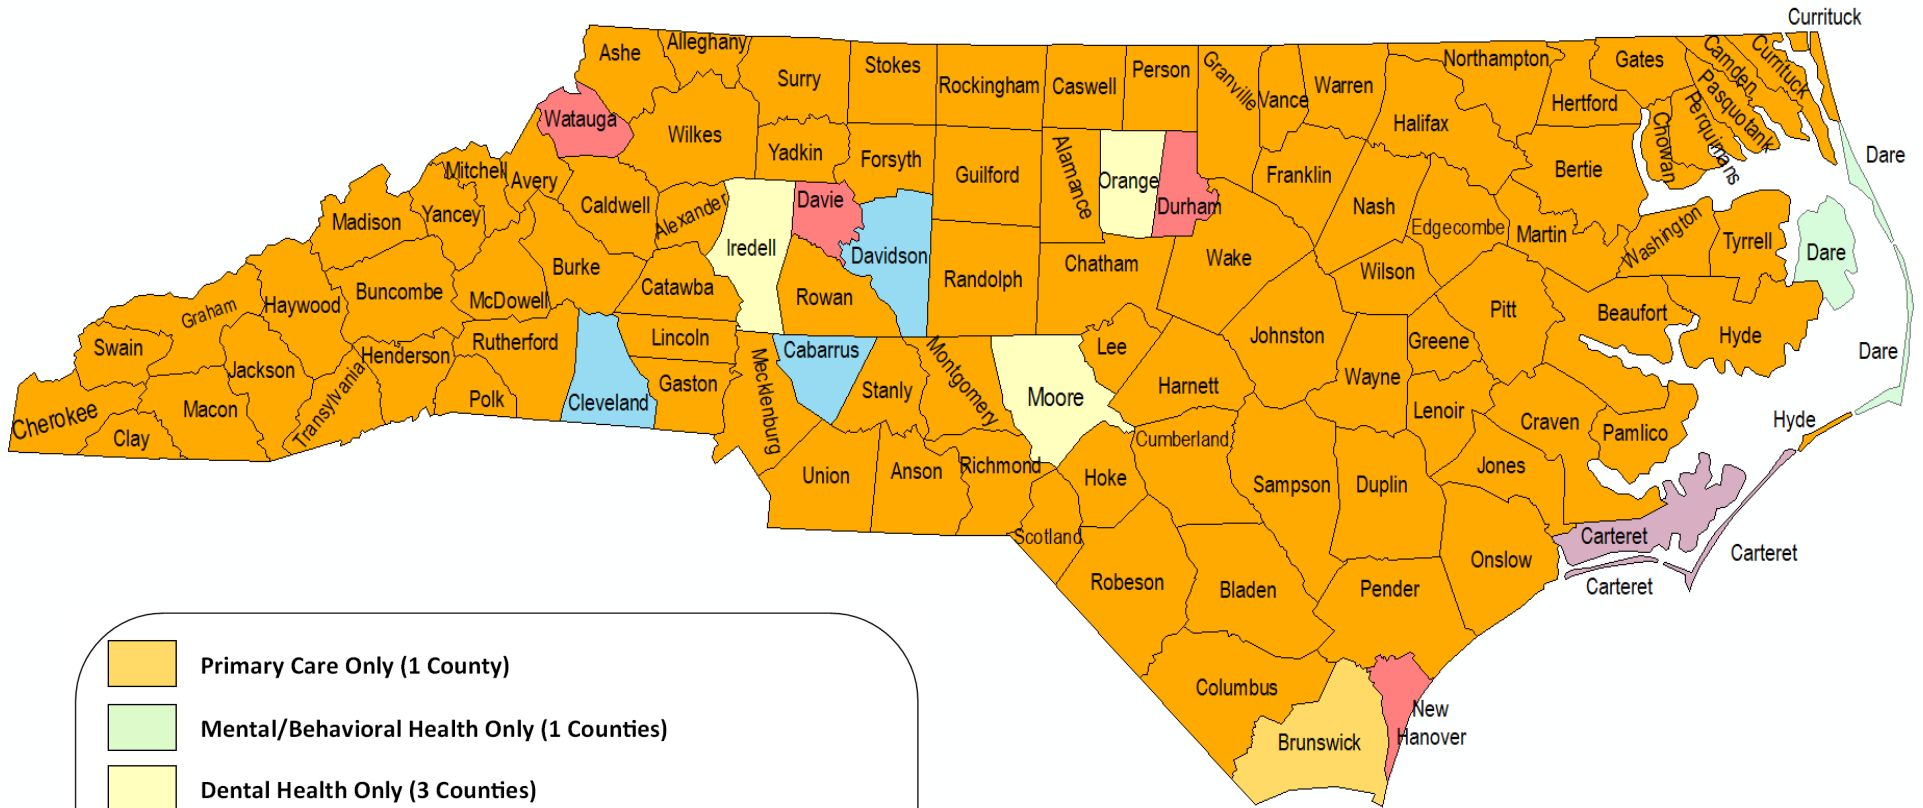 Currituck
Ashe
Alleghany
Surry
Stokes
Rockingham
Caswell
Person
Granville
Vance
Warren
Northampton
Gates
Camden
Currituck
Pasquotank
Perquimans
Chowan
Hertford
Halifax
Watauga
Wilkes
Yadkin
Forsyth
Guilford
Alamance
Orange
Durham
Franklin
Nash
Edgecombe
Bertie
Martin
Washington
Tyrrell
Dare
Dare
Dare
Mitchell
Avery
Yancey
Madison
Caldwell
Alexander
Iredell
Davie
Davidson
Randolph
Chatham
Wake
Wilson
Pitt
Beaufort
Hyde
Hyde
Burke
Catawba
Rowan
McDowell
Buncombe
Haywood
Graham
Swain
Jackson
Henderson
Rutherford
Lincoln
Cabarrus
Mecklenburg
Stanly
Montgomery
Moore
Lee
Harnett
Johnston
Greene
Wayne
Lenoir
Craven
Pamlico
Jones
Cherokee
Clay
Macon
Transylvania
Polk
Cleveland
Gaston
Union
Anson
Richmond
Hoke
Cumberland
Sampson
Duplin
Scotland
Robeson
Bladen
Pender
Onslow
Carteret
Carteret
Carteret
Columbus
Brunswick
New
Hanover
Primary Care Only (1 County)
Mental/Behavioral Health Only (1 Counties)
Dental Health Only (3 Counties)